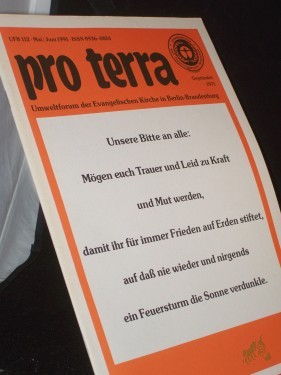 pro terra
Umweltforum der Evangelischen Kirche in Berlin-Brandenburg
Unsere Bitte an alle:
Mögen euch Trauer und Leid zu Kraft
und Mut werden,
damit ihr für immer Frieden auf Erden stiftet,
auf daß nie wieder und nirgends
ein Feuersturm die Sonne verdunkle.